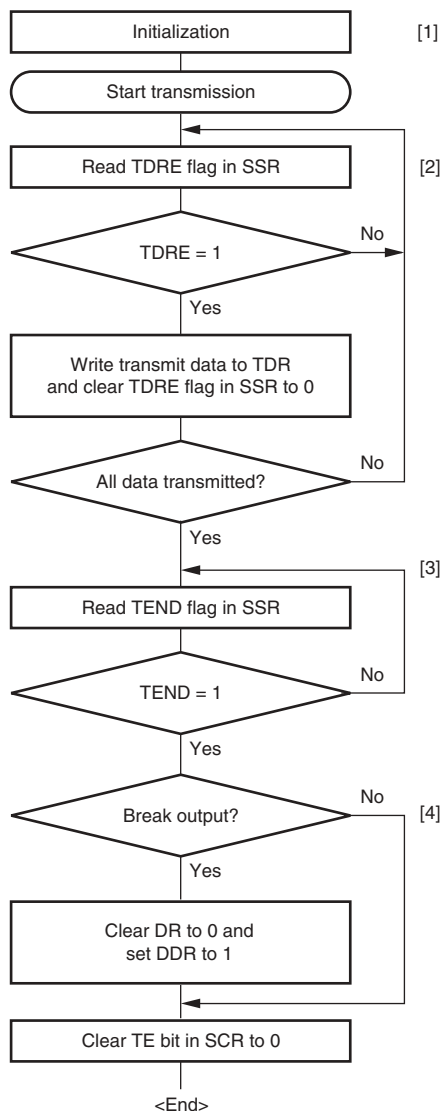 Initialization
[1]
Start transmission
Read TDRE flag in SSR
[2]
TDRE = 1
No
Yes
Write transmit data to TDR
and clear TDRE flag in SSR to 0
All data transmitted?
No
Yes
[3]
Read TEND flag in SSR
TEND = 1
No
Yes
Break output?
No
[4]
Yes
Clear DR to 0 and
set DDR to 1
Clear TE bit in SCR to 0
<End>